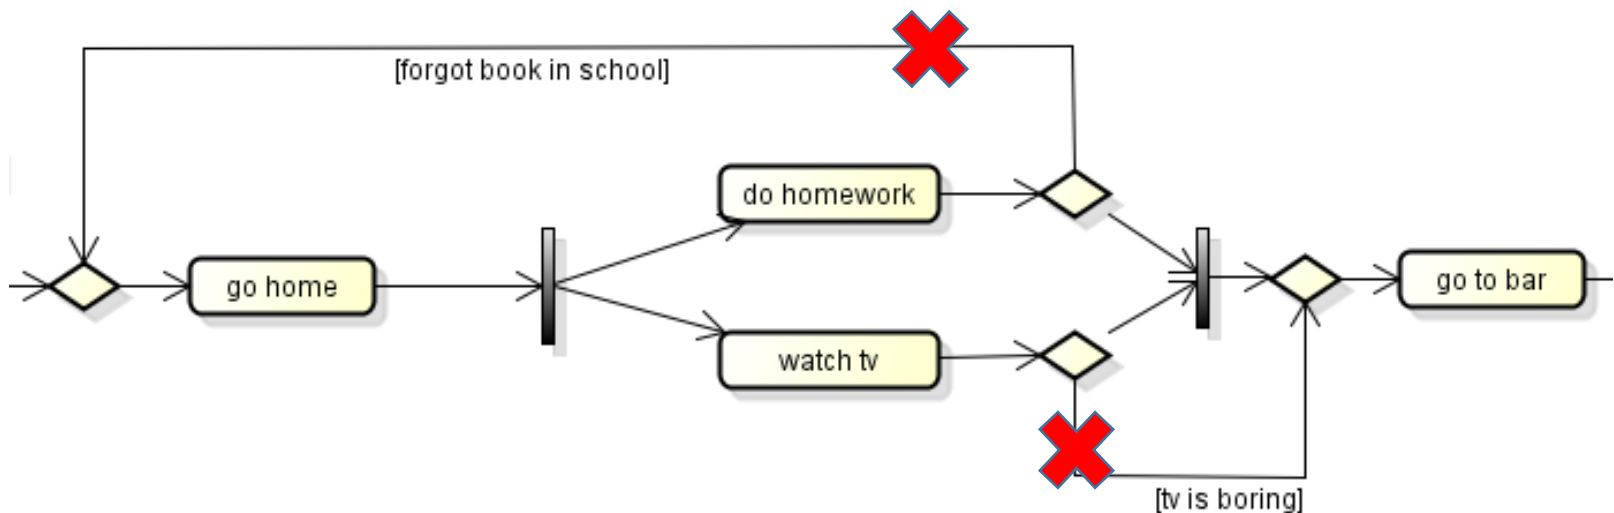 [forgot book in school]
do homework
go home
go to bar
watch tv
[tv is boring]